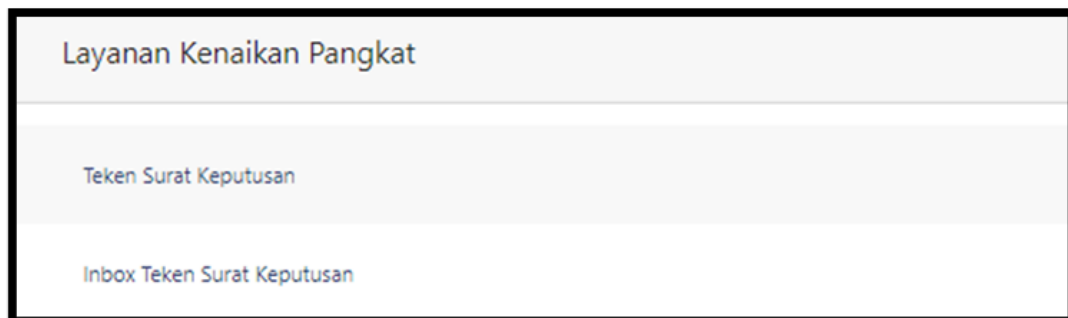 Layanan Kenaikan Pangkat
Teken Surat Keputusan
Inbox Teken Surat Keputusan